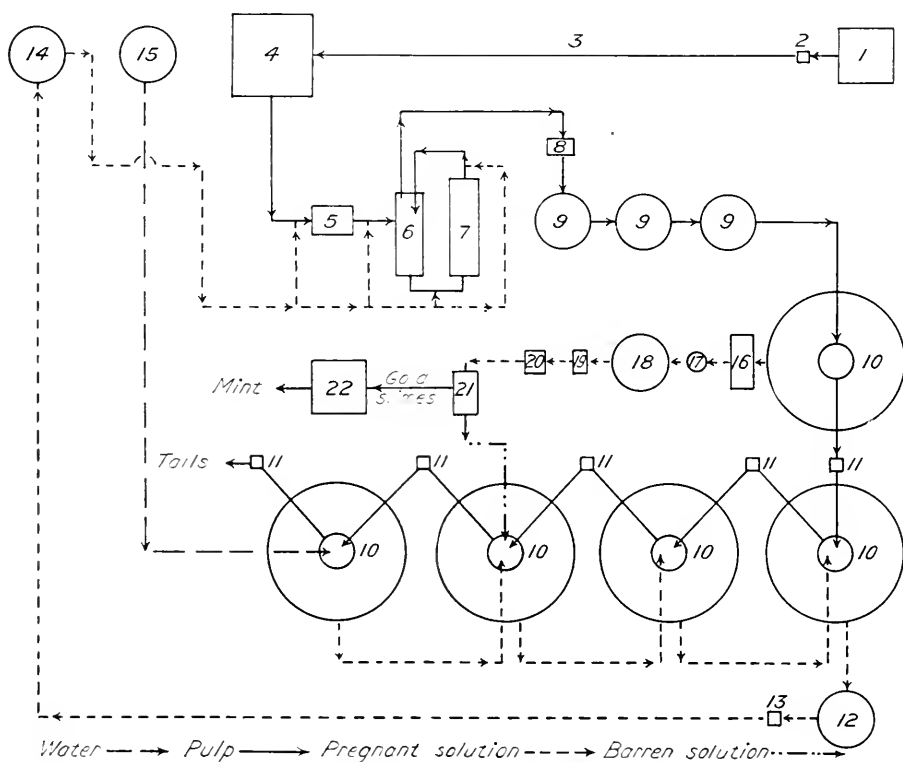 14 15 4 3 2 1
8
5 6 7 9 9 9
16 10
20 19 18 17
Mint 22 21
Tails 11 11 11 11 11
10 10 10 10
13
12
Water Pulp Pregnant solution Barren solution